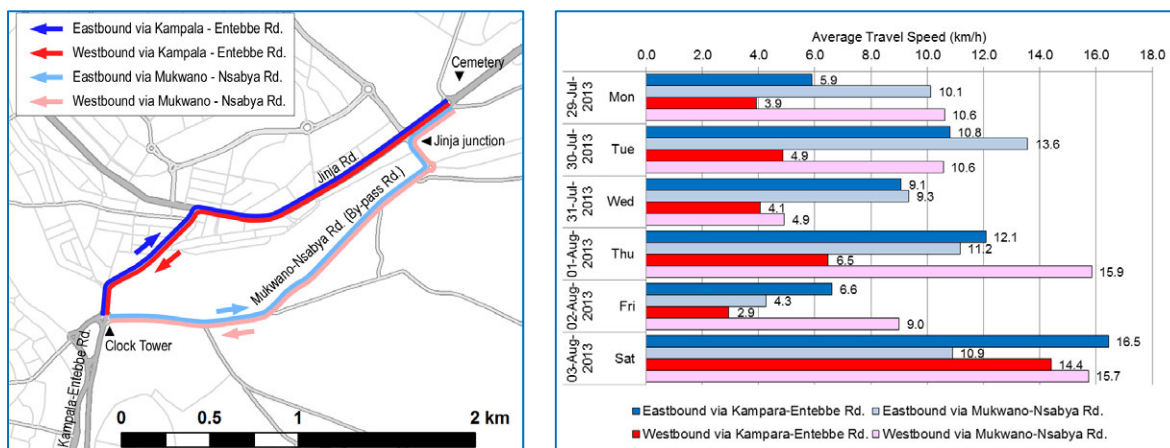 Eastbound via Kampala - Entebbe Rd.
Westbound via Kampala - Entebbe Rd.
Eastbound via Mukwano - Nsabya Rd.
Westbound via Mukwano - Nsabya Rd.
Cemetery
Jinja junction
Jinja Rd.
Mukwano-Nsabya Rd. (By-pass Rd.)
Clock Tower
Kampala-Entebbe Rd.
0 0.5 1 2 km
Average Travel Speed (km/h)
0.0 2.0 4.0 6.0 8.0 10.0 12.0 14.0 16.0
29-Jul-2013 Mon
5.9
10.1
3.9
10.6
30-Jul-2013 Tue
10.8
13.6
4.9
10.6
31-Jul-2013 Wed
9.1
9.3
4.1
4.9
01-Aug-2013 Thu
12.1
11.2
6.5
15.9
02-Aug-2013 Fri
6.6
4.3
2.9
9.0
03-Aug-2013 Sat
16.5
10.9
14.4
15.7
Eastbound via Kampara-Entebbe Rd. Eastbound via Mukwano-Nsabya Rd.
Westbound via Kampara-Entebbe Rd. Westbound via Mukwano-Nsabya Rd.